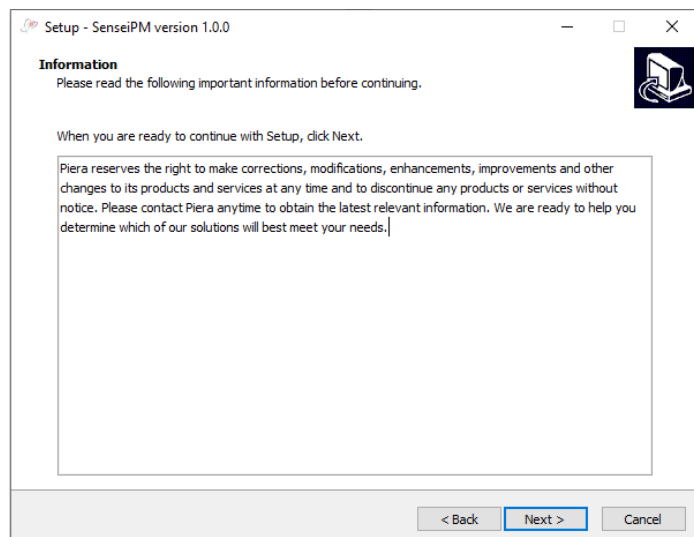 Setup - SenseiPM version 1.0.0
Information
Please read the following important information before continuing.
When you are ready to continue with Setup, click Next.
Piera reserves the right to make corrections, modifications, enhancements, improvements and other
changes to its products and services at any time and to discontinue any products or services without
notice. Please contact Piera anytime to obtain the latest relevant information. We are ready to help you
determine which of our solutions will best meet your needs.
< Back Next > Cancel